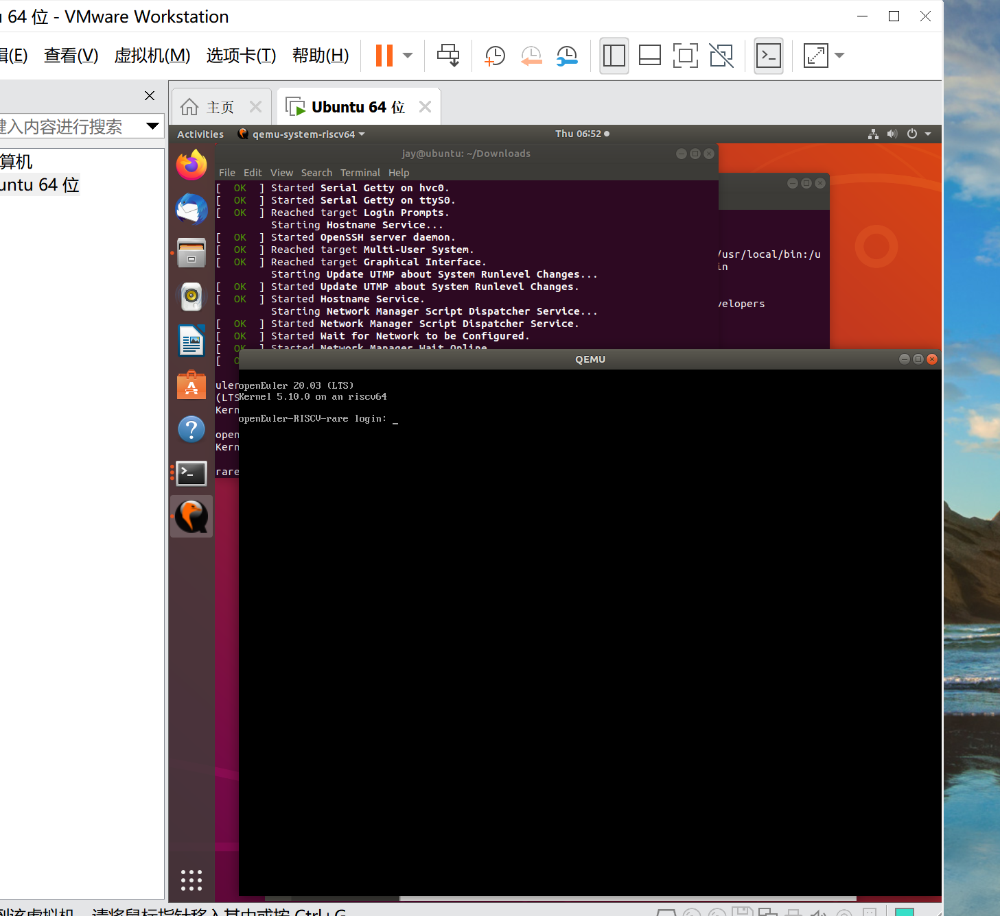 64 位 - VMware Workstation
辑(E) 查看(V) 虚拟机(M) 选项卡(T) 帮助(H)
键入内容进行搜索
算机
untu 64 位
主页
Ubuntu 64 位
Activities qemu-system-riscv64 Thu 06:52
jay@ubuntu: ~/Downloads
File Edit View Search Terminal Help
[ OK ] Started Serial Getty on hvc0.
[ OK ] Started Serial Getty on ttyS0.
[ OK ] Reached target Login Prompts.
Starting Hostname Service...
[ OK ] Started OpenSSH server daemon.
[ OK ] Reached target Multi-User System.
[ OK ] Reached target Graphical Interface.
Starting Update UTMP about System Runlevel Changes...
[ OK ] Started Update UTMP about System Runlevel Changes.
[ OK ] Started Hostname Service.
Starting Network Manager Script Dispatcher Service...
[ OK ] Started Network Manager Script Dispatcher Service.
[ OK ] Started Wait for Network to be Configured.
[ OK ] Started Network Manager Wait Online.
[ O
uler
(LTS
Kern
open
Kern
rare
/usr/local/bin:/u
in
velopers
QEMU
openEuler 20.03 (LTS)
Kernel 5.10.0 on an riscv64
openEuler-RISCV-rare login: _
到该虚拟机，请将鼠标指针移入其中或按 Ctrl+G